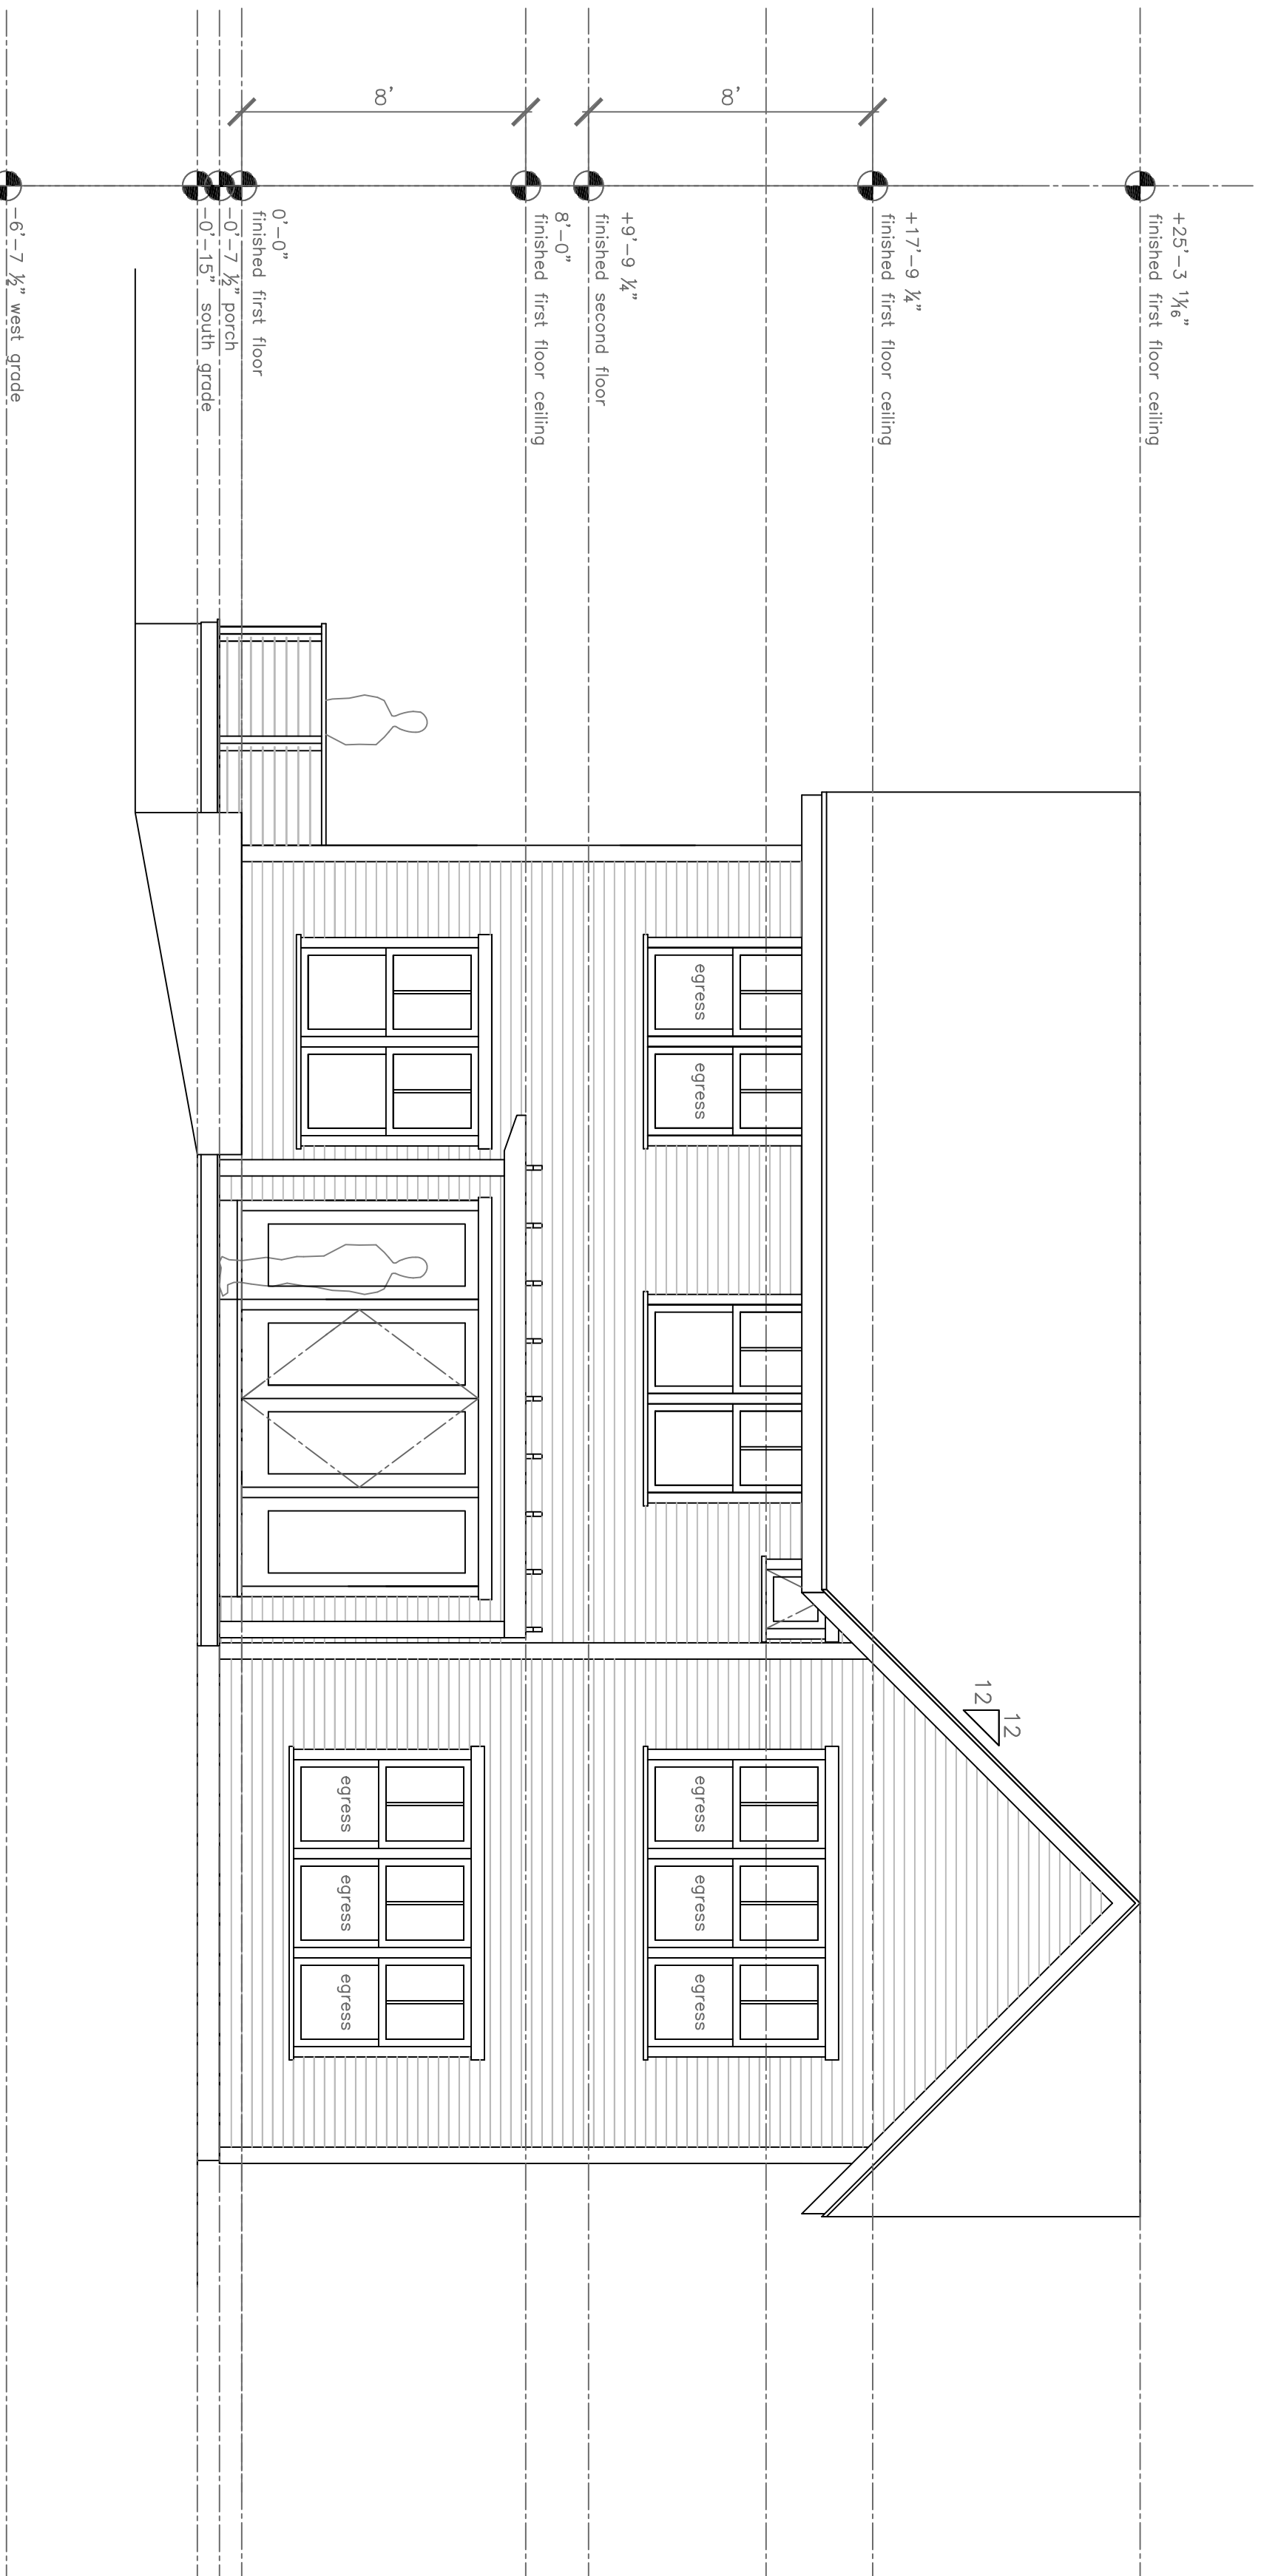 +25'-3 11/16"
finished first floor ceiling
+17'-9 1/4"
finished first floor ceiling
+9'-9 1/4"
finished second floor
8'-0"
finished first floor ceiling
0'-0"
finished first floor
-0'-7 1/2" porch
-0'-15" south grade
-6'-7 1/2" west grade
8'
8'
12
12
egress
egress
egress
egress
egress
egress
egress
egress